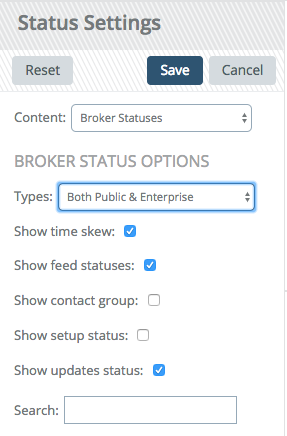 Status Settings
Reset Save Cancel
Content: Broker Statuses
BROKER STATUS OPTIONS
Types: Both Public & Enterprise
Show time skew:
Show feed statuses:
Show contact group:
Show setup status:
Show updates status:
Search: